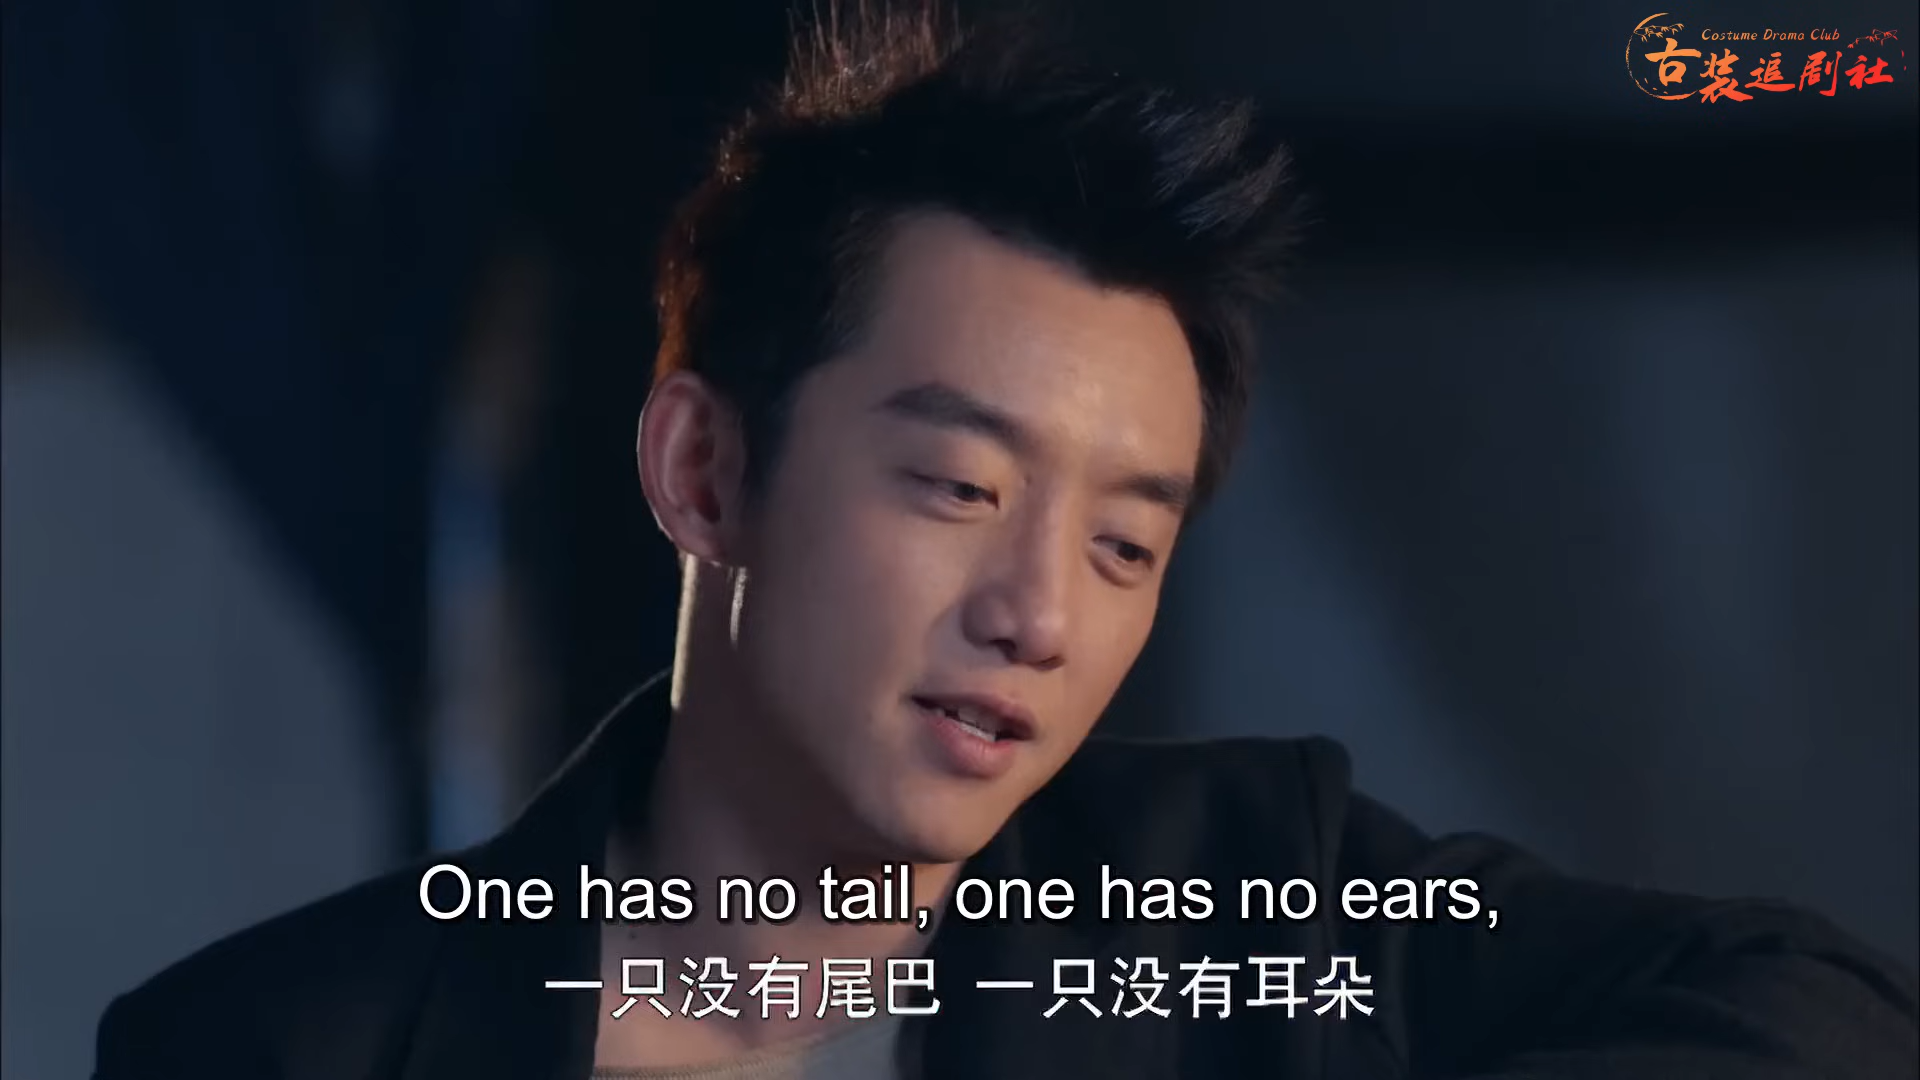 Costume Drama Club
古装追剧社
One has no tail, one has no ears,
一只没有尾巴 一只没有耳朵